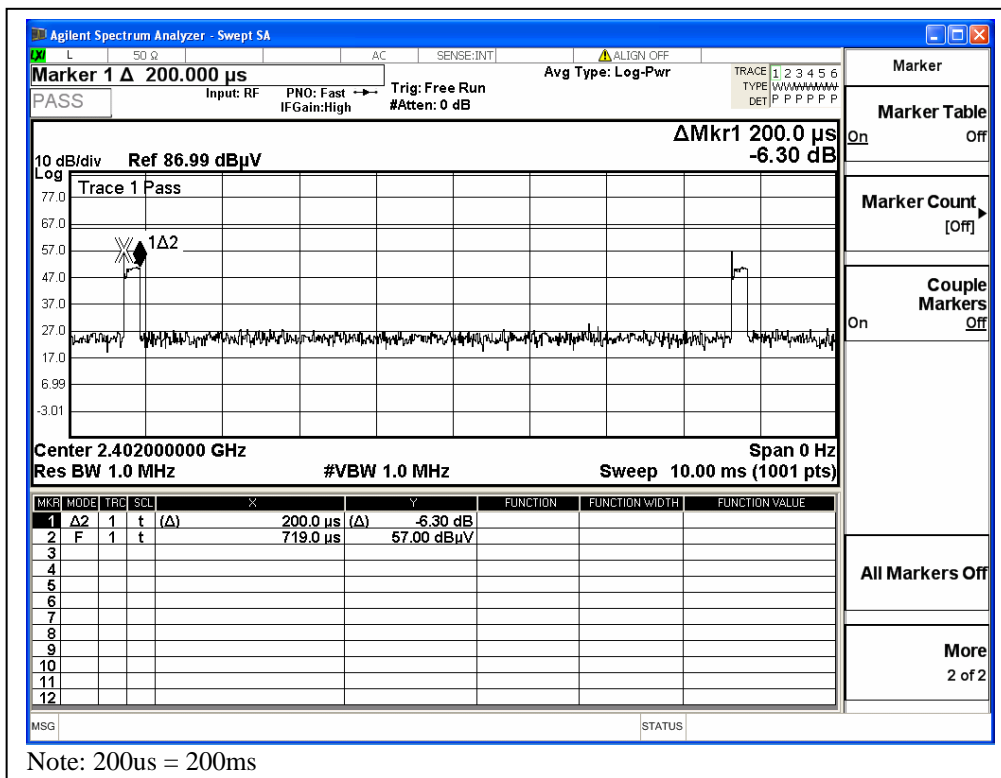 Agilent Spectrum Analyzer - Swept SA
LXI L 50 Ω AC SENSE:INT ALIGN OFF
Marker 1 Δ 200.000 µs
PASS
Input: RF PNO: Fast Trig: Free Run
IFGain:High #Atten: 0 dB
Avg Type: Log-Pwr
TRACE 1 2 3 4 5 6
TYPE
DET P P P P P P
ΔMkr1 200.0 µs
-6.30 dB
10 dB/div Ref 86.99 dBµV
Log
Trace 1 Pass
77.0
67.0
57.0
47.0
37.0
27.0
17.0
6.99
-3.01
1Δ2
Center 2.402000000 GHz Span 0 Hz
Res BW 1.0 MHz #VBW 1.0 MHz Sweep 10.00 ms (1001 pts)
MKR MODE TRC SCL X Y FUNCTION FUNCTION WIDTH FUNCTION VALUE
1 Δ2 1 t (Δ) 200.0 µs (Δ) -6.30 dB
2 F 1 t 719.0 µs 57.00 dBµV
3
4
5
6
7
8
9
10
11
12
MSG STATUS
Marker
Marker Table
On Off
Marker Count
[Off]
Couple
Markers
On Off
All Markers Off
More
2 of 2
Note: 200us = 200ms